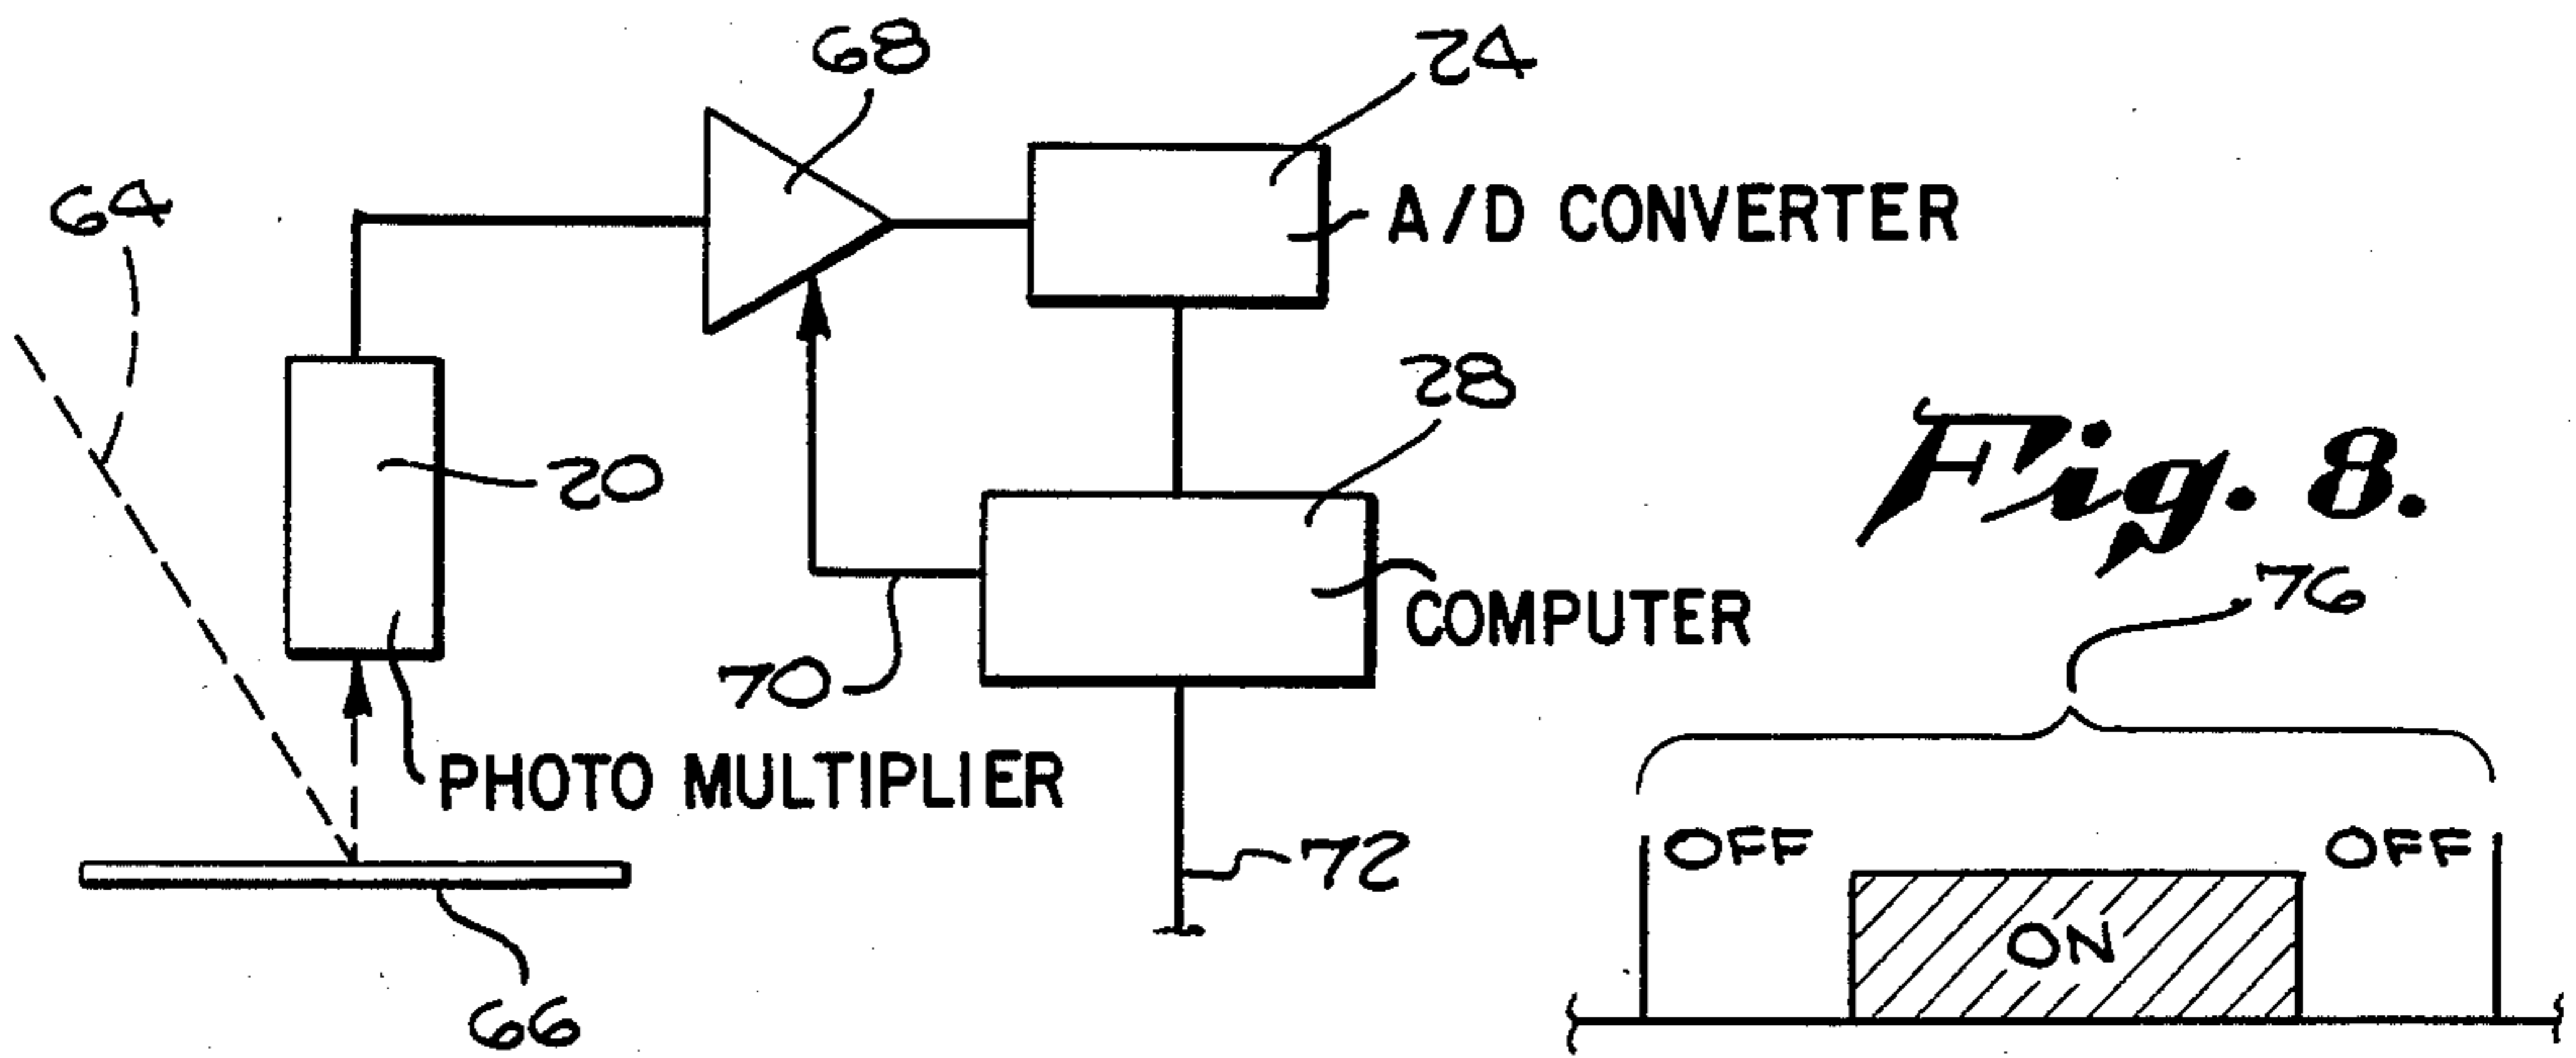 68
24
64
A/D CONVERTER
28
20
Fig. 8.
76
COMPUTER
70
PHOTO MULTIPLIER
72
OFF
OFF
ON
66